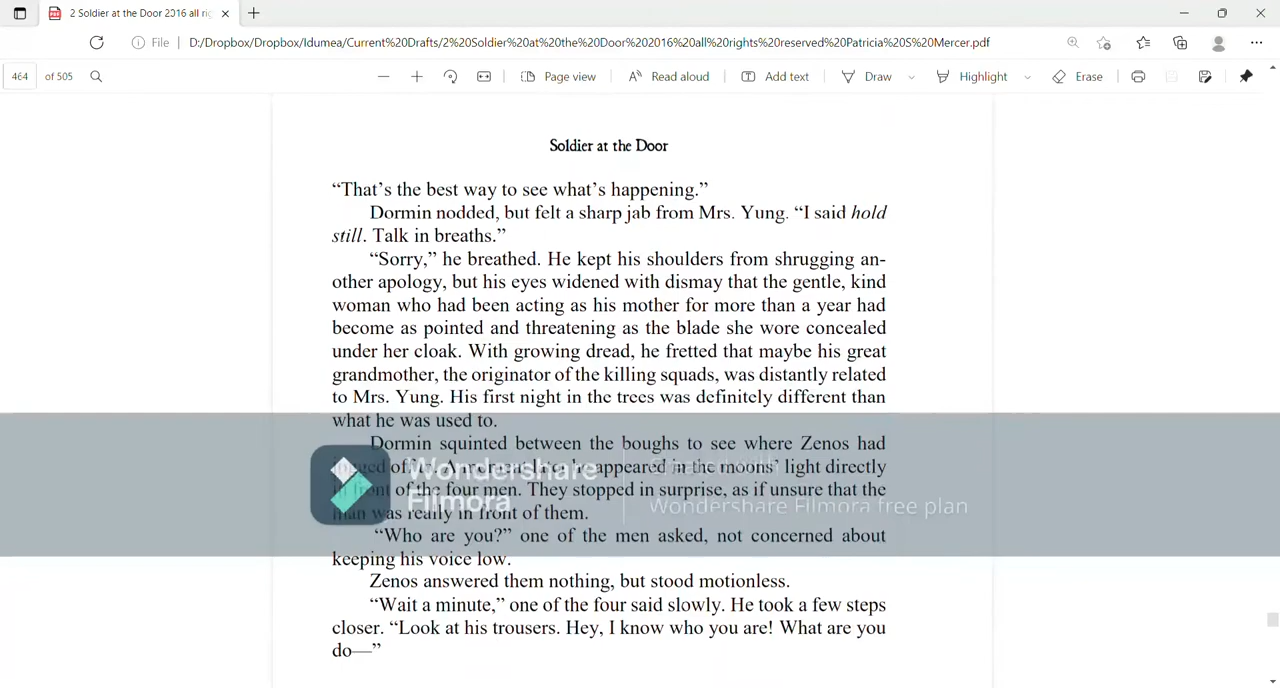 2 Soldier at the Door 2016 all ri
File
D:/Dropbox/Dropbox/Idumea/Current%20Drafts/2%20Soldier%20at%20the%20Door%202016%20all%20rights%20reserved%20Patricia%20S%20Mercer.pdf
464 of 505
Page view
Read aloud
Add text
Draw
Highlight
Erase
Soldier at the Door
“That’s the best way to see what’s happening.”
Dormin nodded, but felt a sharp jab from Mrs. Yung. “I said hold
still. Talk in breaths.”
“Sorry,” he breathed. He kept his shoulders from shrugging an-
other apology, but his eyes widened with dismay that the gentle, kind
woman who had been acting as his mother for more than a year had
become as pointed and threatening as the blade she wore concealed
under her cloak. With growing dread, he fretted that maybe his great
grandmother, the originator of the killing squads, was distantly related
to Mrs. Yung. His first night in the trees was definitely different than
what he was used to.
Dormin squinted between the boughs to see where Zenos had
off A he appeared in the moons’ light directly
front of the four men. They stopped in surprise, as if unsure that the
man was really in front of them.
Wondershare
Filmora
Created with
Wondershare Filmora free plan
“Who are you?” one of the men asked, not concerned about
keeping his voice low.
Zenos answered them nothing, but stood motionless.
“Wait a minute,” one of the four said slowly. He took a few steps
closer. “Look at his trousers. Hey, I know who you are! What are you
do—”